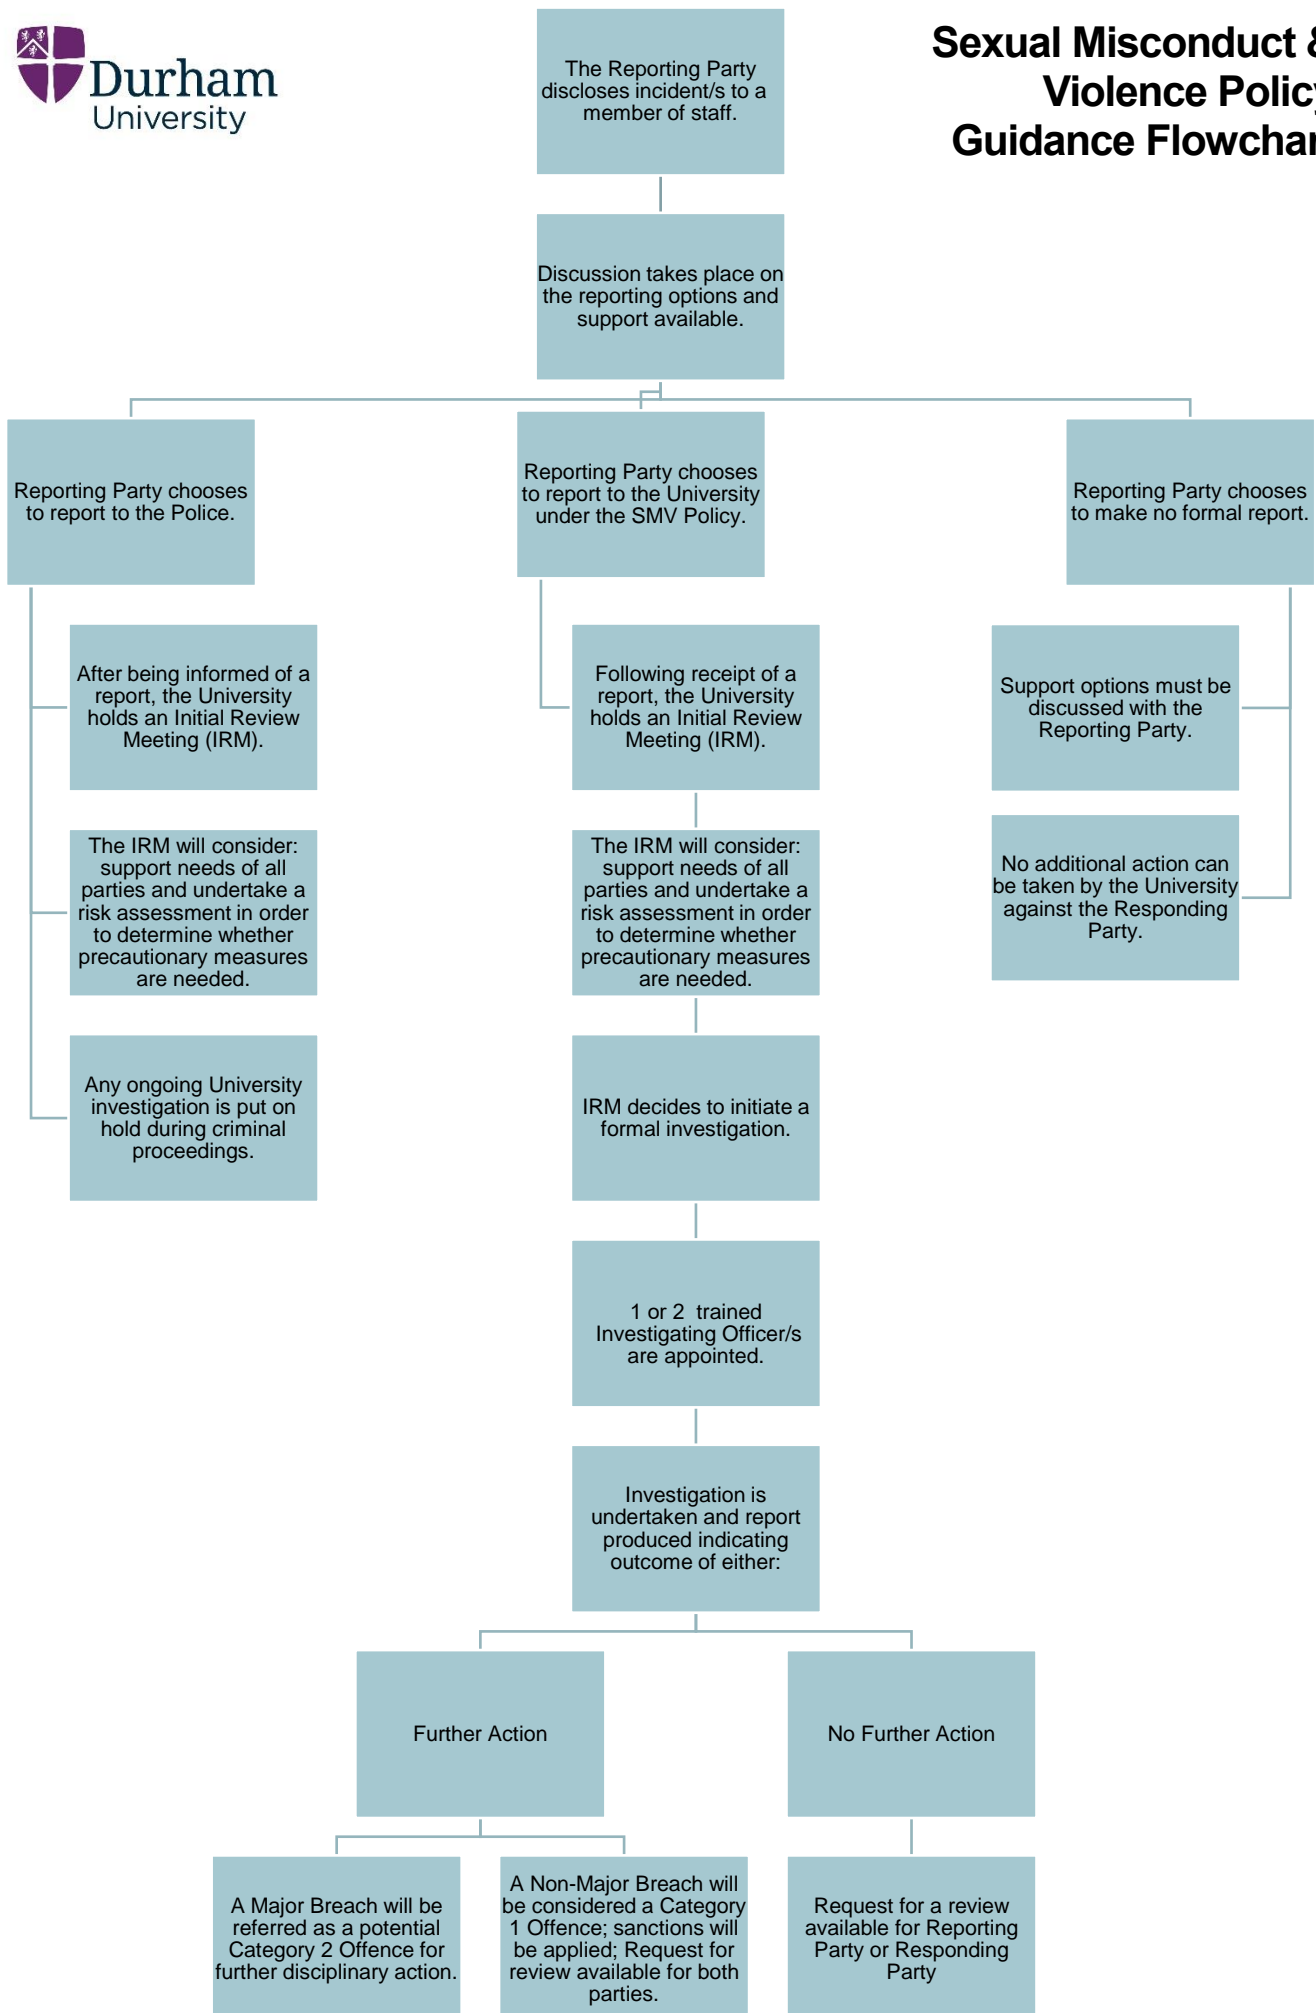 Durham
University
Sexual Misconduct &
Violence Policy
Guidance Flowchar
The Reporting Party
discloses incident/s to a
member of staff.
Discussion takes place on
the reporting options and
support available.
Reporting Party chooses
to report to the Police.
After being informed of a
report, the University
holds an Initial Review
Meeting (IRM).
The IRM will consider:
support needs of all
parties and undertake a
risk assessment in order
to determine whether
precautionary measures
are needed.
Any ongoing University
investigation is put on
hold during criminal
proceedings.
Reporting Party chooses
to report to the University
under the SMV Policy.
Following receipt of a
report, the University
holds an Initial Review
Meeting (IRM).
The IRM will consider:
support needs of all
parties and undertake a
risk assessment in order
to determine whether
precautionary measures
are needed.
IRM decides to initiate a
formal investigation.
1 or 2 trained
Investigating Officer/s
are appointed.
Investigation is
undertaken and report
produced indicating
outcome of either:
Further Action
A Major Breach will be
referred as a potential
Category 2 Offence for
further disciplinary action.
A Non-Major Breach will
be considered a Category
1 Offence; sanctions will
be applied; Request for
review available for both
parties.
No Further Action
Request for a review
available for Reporting
Party or Responding
Party
Reporting Party chooses
to make no formal report.
Support options must be
discussed with the
Reporting Party.
No additional action can
be taken by the University
against the Responding
Party.